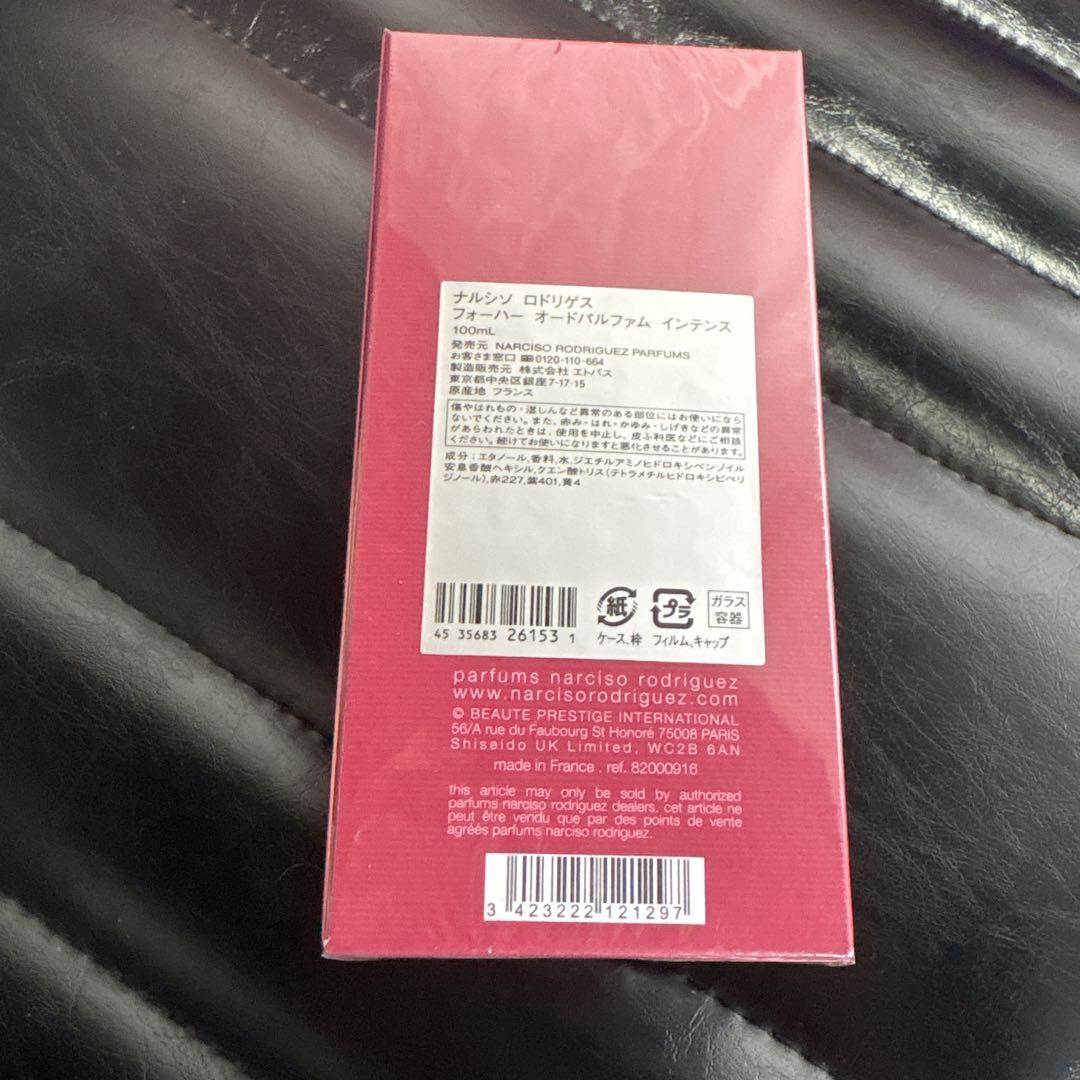 ナルシソ ロドリゲス
フォーハー オードパルファム インテンス
100mL
発売元 NARCISO RODRIGUEZ PARFUMS
お客さま窓口 0120-110-664
製造販売元 株式会社 エトバス
東京都中央区銀座7-17-15
原産地 フランス
傷やはれもの・湿しんなど異常のある部位にはお使いになら
ないでください。また、赤み・はれ・かゆみ・しげきなどの異常
があらわれたときは、使用を中止し、皮ふ科医などにご相談
ください。続けてお使いになりますと悪化させることがあります。
成分：エタノール,香料,水,ジエチルアミノヒドロキシベンゾイル
安息香酸ヘキシル,クエン酸トリス(テトラメチルヒドロキシピペリ
ジノール),赤227,紫401,黄4
4535683261531
紙 プラ ガラス
容器
ケース、枠 フィルム、キャップ
parfums narciso rodriguez
www.narcisorodriguez.com
© BEAUTE PRESTIGE INTERNATIONAL
56/A rue du Faubourg St Honoré 75008 PARIS
Shiseido UK Limited, WC2B 6AN
made in France . ref. 82000916
this article may only be sold by authorized
parfums narciso rodriguez dealers. cet article ne
peut être vendu que par des points de vente
agréés parfums narciso rodriguez.
3 423222 121297